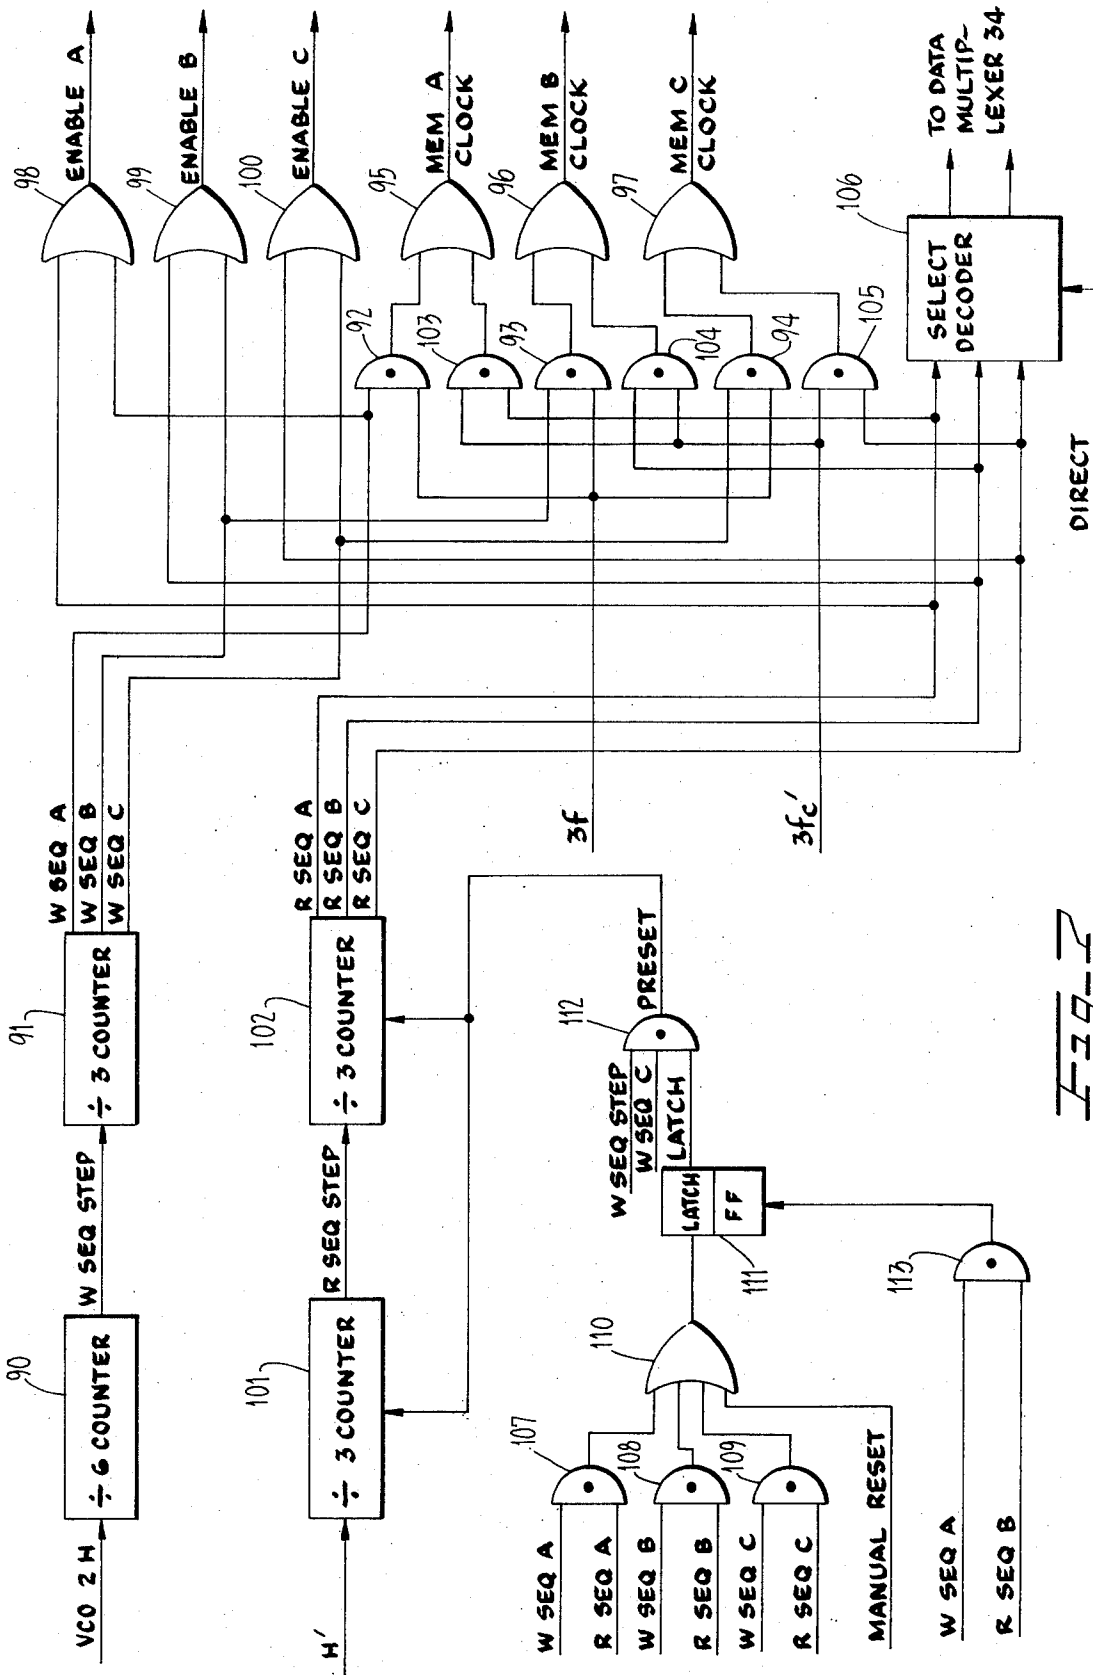 VCO 2 H
90
÷ 6 COUNTER
W SEQ STEP
91
÷ 3 COUNTER
W SEQ A
W SEQ B
W SEQ C
98
ENABLE A
99
ENABLE B
100
ENABLE C
95
MEM A
CLOCK
96
MEM B
CLOCK
97
MEM C
CLOCK
92
103
93
104
94
105
H'
101
÷ 3 COUNTER
R SEQ STEP
102
÷ 3 COUNTER
R SEQ A
R SEQ B
R SEQ C
3f
3fc'
106
SELECT
DECODER
TO DATA
MULTIP-
LEXER 34
DIRECT
W SEQ A
R SEQ A
107
W SEQ B
R SEQ B
108
W SEQ C
R SEQ C
109
MANUAL RESET
110
LATCH
FF
111
W SEQ STEP
W SEQ C
LATCH
112
PRESET
W SEQ A
R SEQ B
113
Fig-7